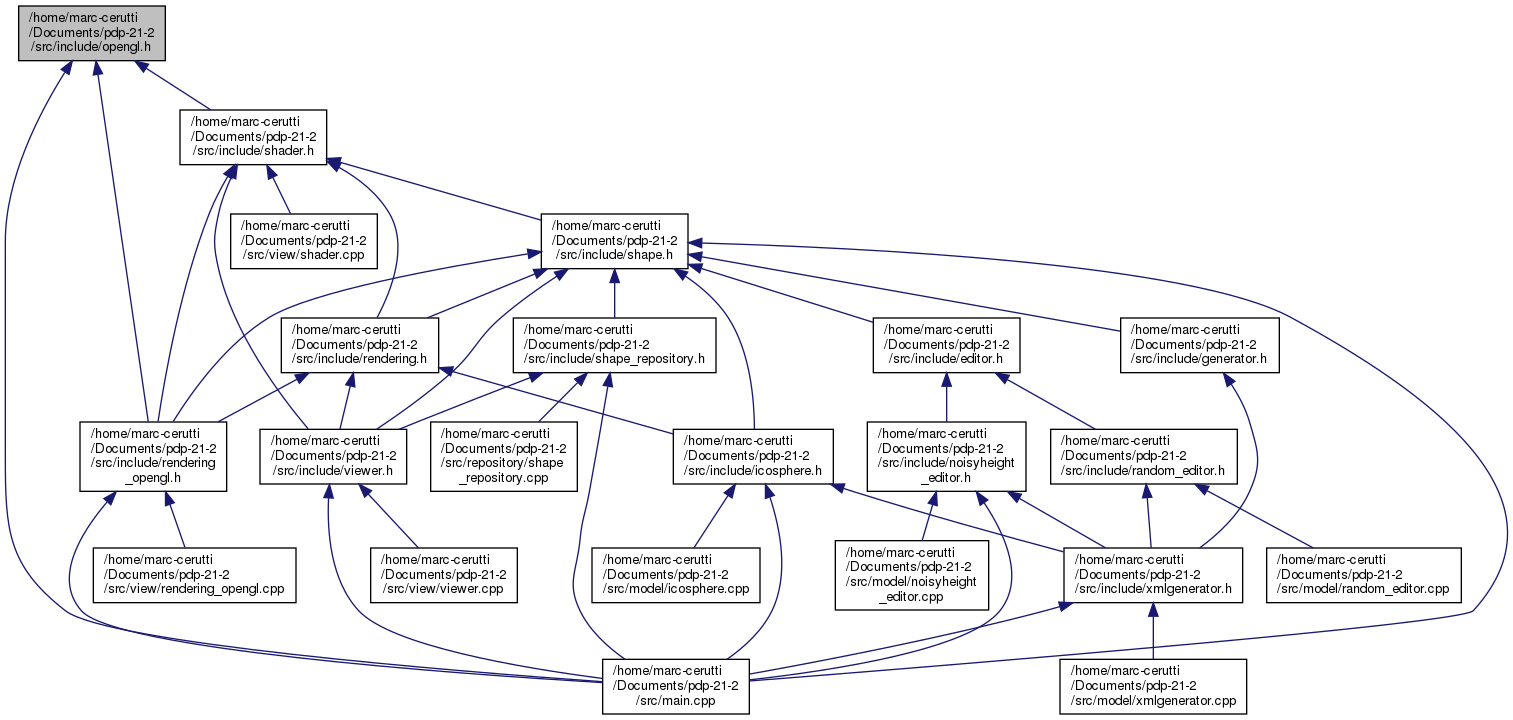 /home/marc-cerutti
/Documents/pdp-21-2
/src/include/opengl.h
/home/marc-cerutti
/Documents/pdp-21-2
/src/include/shader.h
/home/marc-cerutti
/Documents/pdp-21-2
/src/view/shader.cpp
/home/marc-cerutti
/Documents/pdp-21-2
/src/include/shape.h
/home/marc-cerutti
/Documents/pdp-21-2
/src/include/rendering.h
/home/marc-cerutti
/Documents/pdp-21-2
/src/include/shape_repository.h
/home/marc-cerutti
/Documents/pdp-21-2
/src/include/editor.h
/home/marc-cerutti
/Documents/pdp-21-2
/src/include/generator.h
/home/marc-cerutti
/Documents/pdp-21-2
/src/include/rendering
_opengl.h
/home/marc-cerutti
/Documents/pdp-21-2
/src/include/viewer.h
/home/marc-cerutti
/Documents/pdp-21-2
/src/repository/shape
_repository.cpp
/home/marc-cerutti
/Documents/pdp-21-2
/src/include/icosphere.h
/home/marc-cerutti
/Documents/pdp-21-2
/src/include/noisyheight
_editor.h
/home/marc-cerutti
/Documents/pdp-21-2
/src/include/random_editor.h
/home/marc-cerutti
/Documents/pdp-21-2
/src/view/rendering_opengl.cpp
/home/marc-cerutti
/Documents/pdp-21-2
/src/view/viewer.cpp
/home/marc-cerutti
/Documents/pdp-21-2
/src/model/icosphere.cpp
/home/marc-cerutti
/Documents/pdp-21-2
/src/model/noisyheight
_editor.cpp
/home/marc-cerutti
/Documents/pdp-21-2
/src/include/xmlgenerator.h
/home/marc-cerutti
/Documents/pdp-21-2
/src/model/random_editor.cpp
/home/marc-cerutti
/Documents/pdp-21-2
/src/main.cpp
/home/marc-cerutti
/Documents/pdp-21-2
/src/model/xmlgenerator.cpp